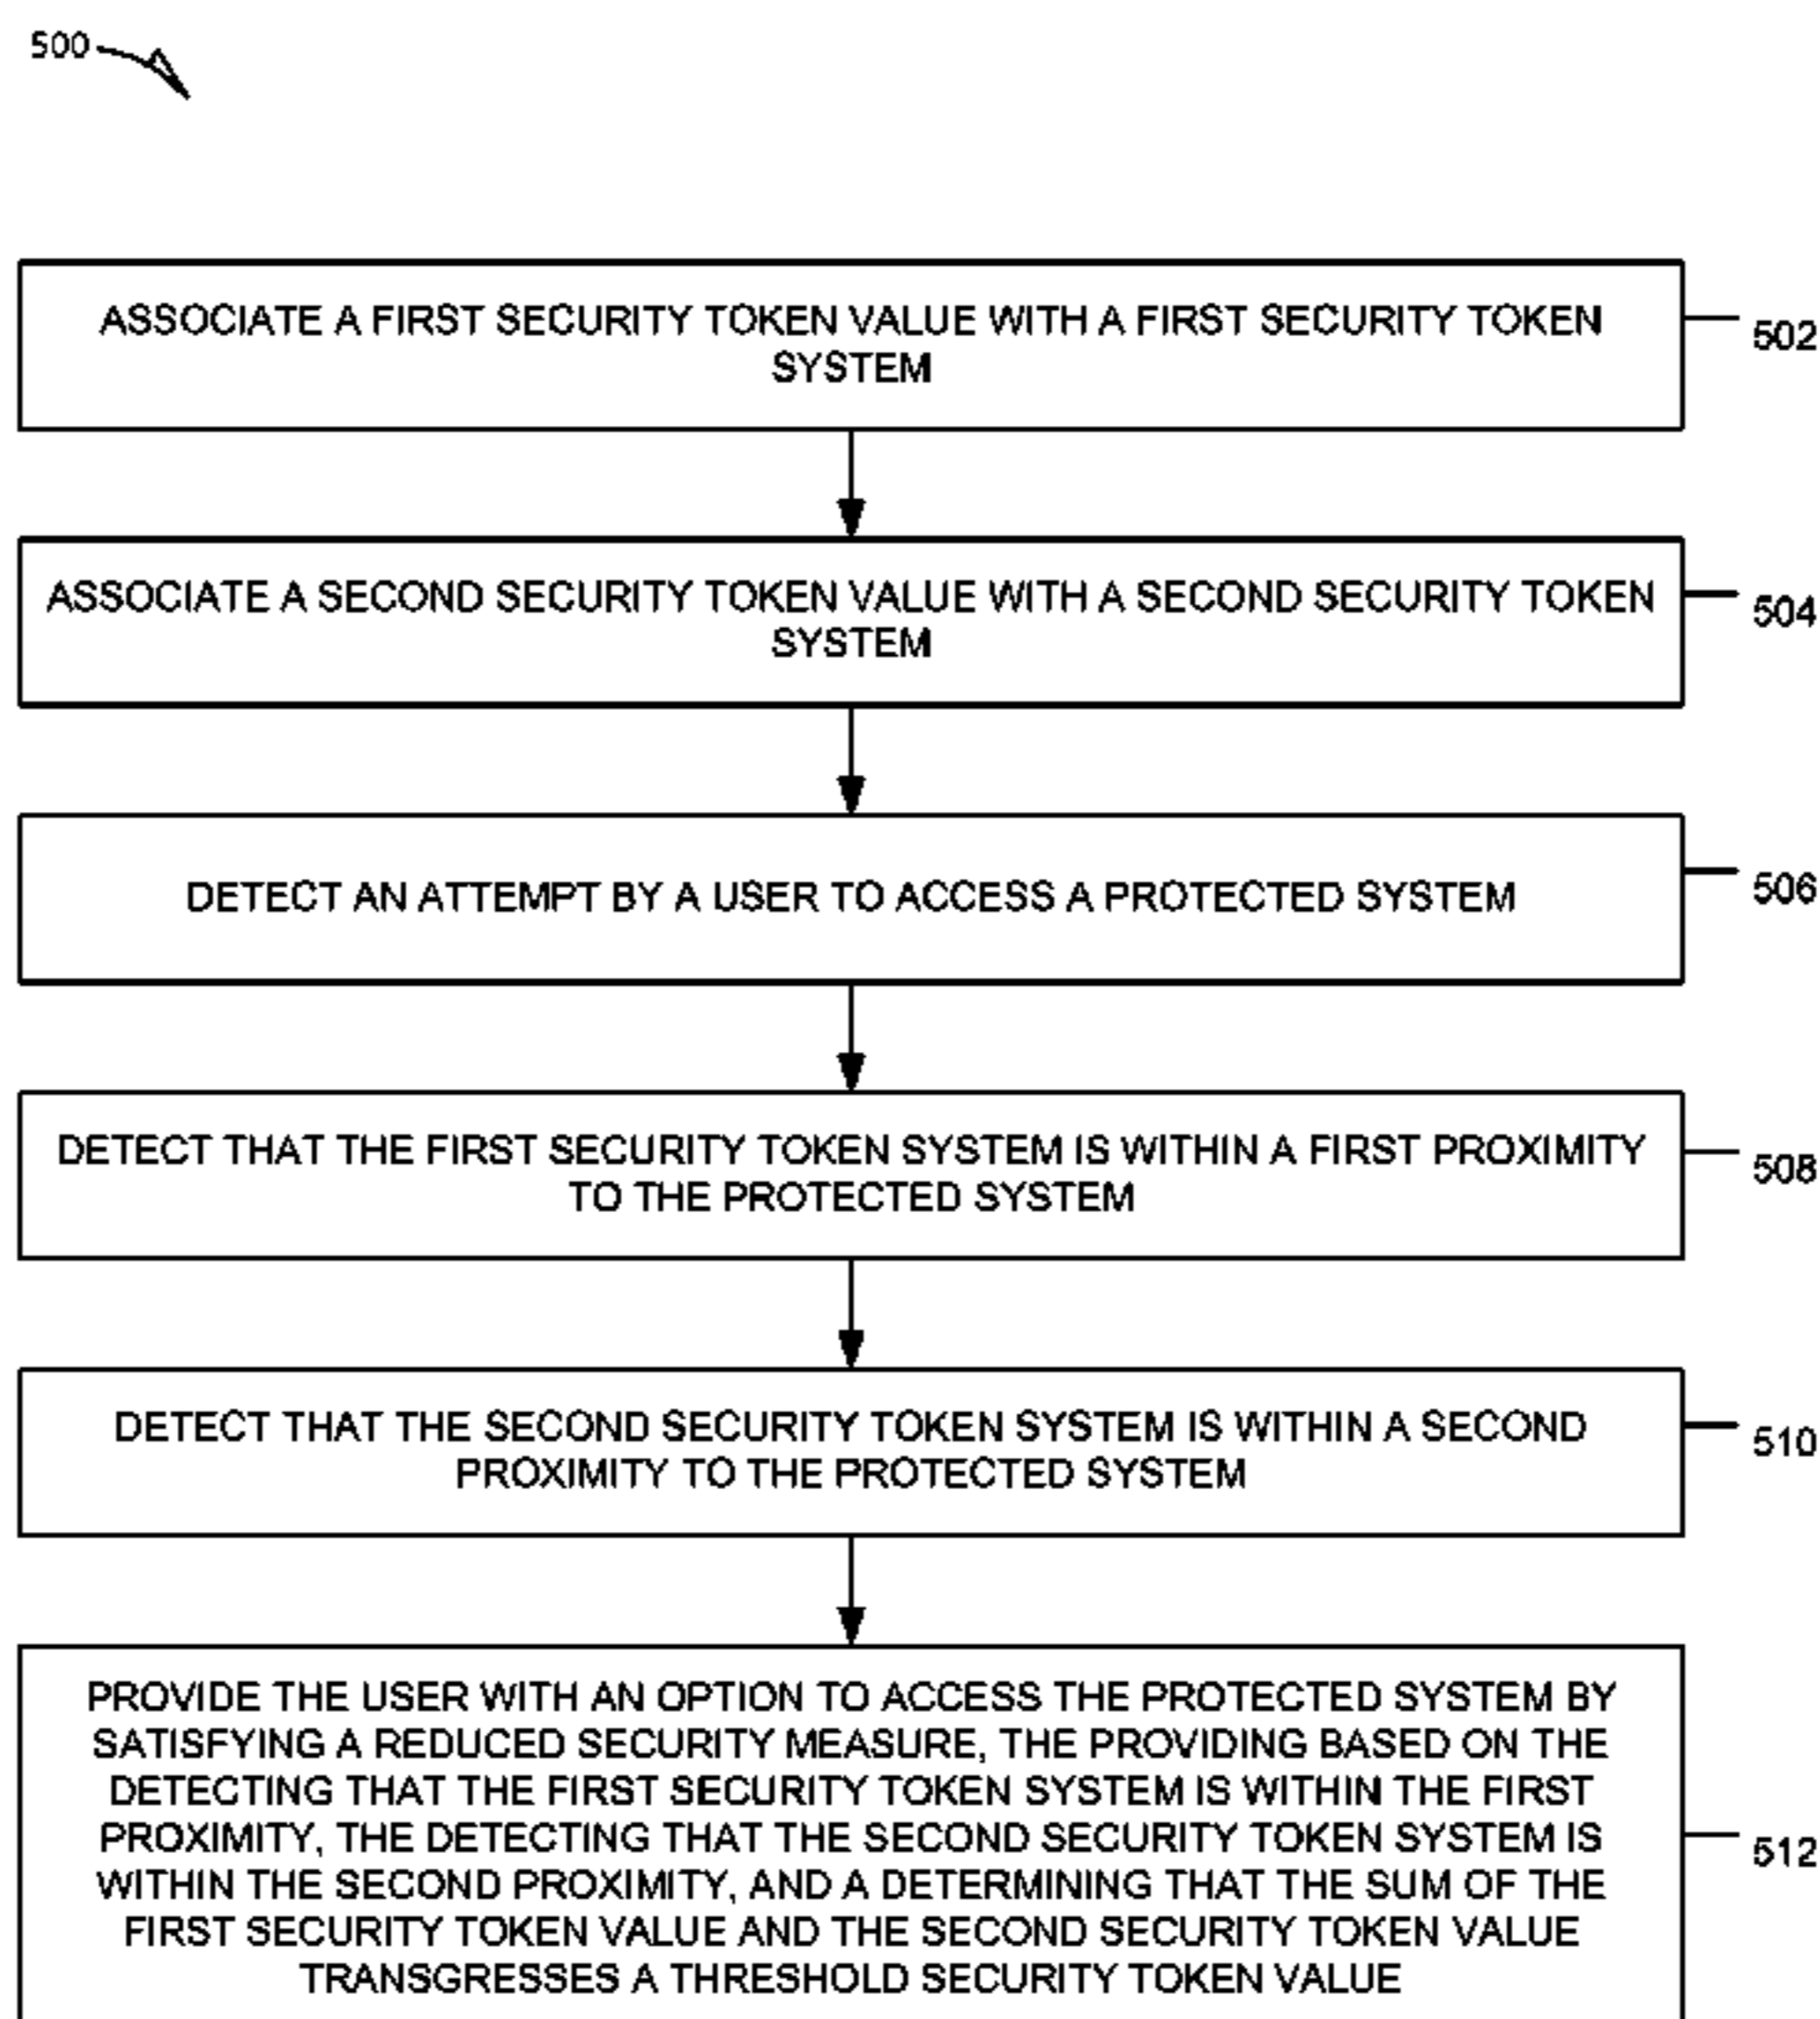 500
ASSOCIATE A FIRST SECURITY TOKEN VALUE WITH A FIRST SECURITY TOKEN
SYSTEM
502
ASSOCIATE A SECOND SECURITY TOKEN VALUE WITH A SECOND SECURITY TOKEN
SYSTEM
504
DETECT AN ATTEMPT BY A USER TO ACCESS A PROTECTED SYSTEM
506
DETECT THAT THE FIRST SECURITY TOKEN SYSTEM IS WITHIN A FIRST PROXIMITY
TO THE PROTECTED SYSTEM
508
DETECT THAT THE SECOND SECURITY TOKEN SYSTEM IS WITHIN A SECOND
PROXIMITY TO THE PROTECTED SYSTEM
510
PROVIDE THE USER WITH AN OPTION TO ACCESS THE PROTECTED SYSTEM BY
SATISFYING A REDUCED SECURITY MEASURE, THE PROVIDING BASED ON THE
DETECTING THAT THE FIRST SECURITY TOKEN SYSTEM IS WITHIN THE FIRST
PROXIMITY, THE DETECTING THAT THE SECOND SECURITY TOKEN SYSTEM IS
WITHIN THE SECOND PROXIMITY, AND A DETERMINING THAT THE SUM OF THE
FIRST SECURITY TOKEN VALUE AND THE SECOND SECURITY TOKEN VALUE
TRANSGRESSES A THRESHOLD SECURITY TOKEN VALUE
512